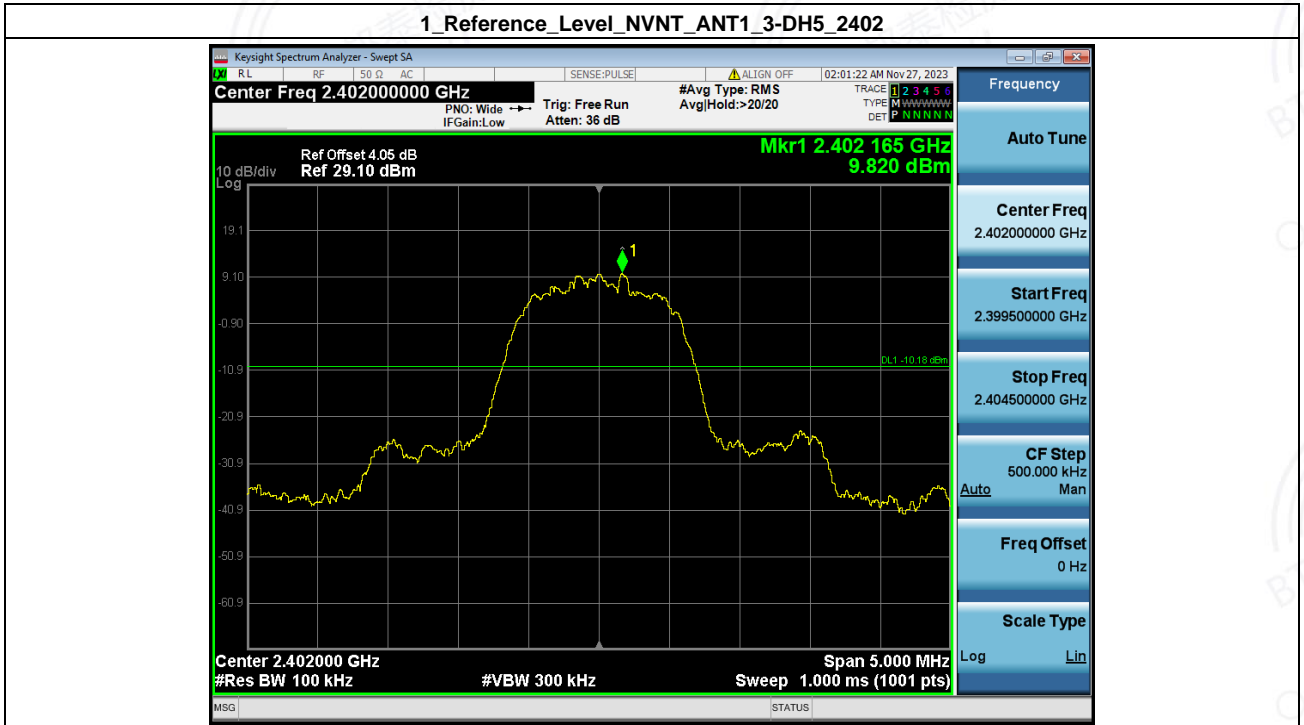 1_Reference_Level_NVNT_ANT1_3-DH5_2402
Keysight Spectrum Analyzer - Swept SA
LXI RL RF 50 Ω AC SENSE:PULSE ALIGN OFF 02:01:22 AM Nov 27, 2023
Center Freq 2.402000000 GHz
PNO: Wide
IFGain:Low
Trig: Free Run
Atten: 36 dB
#Avg Type: RMS
Avg|Hold:>20/20
TRACE 1 2 3 4 5 6
TYPE M WWWWW
DET P N N N N N
Mkr1 2.402 165 GHz
9.820 dBm
Ref Offset 4.05 dB
10 dB/div Ref 29.10 dBm
Log
1
19.1
9.10
-0.90
DL1 -10.18 dBm
-10.9
-20.9
-30.9
-40.9
-50.9
-60.9
Center 2.402000 GHz Span 5.000 MHz
#Res BW 100 kHz #VBW 300 kHz Sweep 1.000 ms (1001 pts)
MSG STATUS
Frequency
Auto Tune
Center Freq
2.402000000 GHz
Start Freq
2.399500000 GHz
Stop Freq
2.404500000 GHz
CF Step
500.000 kHz
Auto Man
Freq Offset
0 Hz
Scale Type
Log Lin